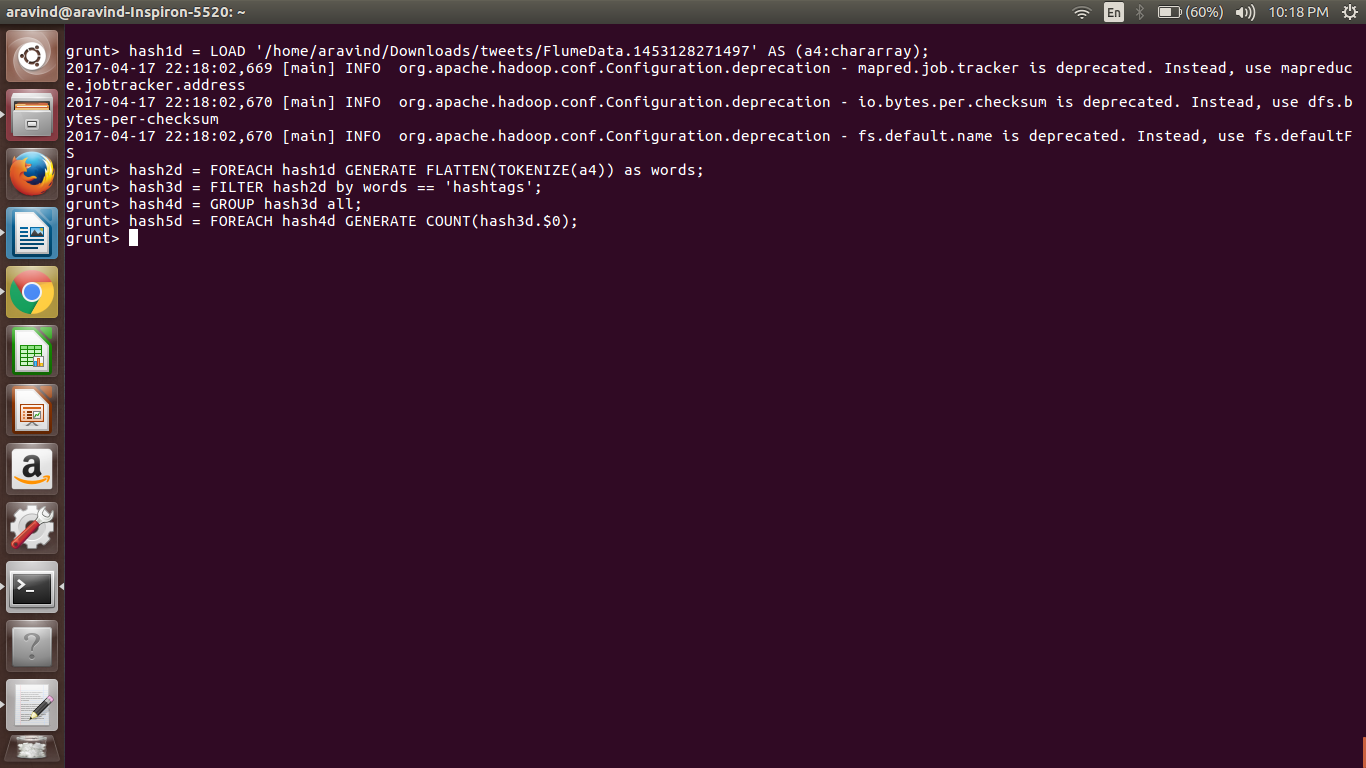 aravind@aravind-Inspiron-5520: ~
En
(60%)
10:18 PM
grunt> hash1d = LOAD '/home/aravind/Downloads/tweets/FlumeData.1453128271497' AS (a4:chararray);
2017-04-17 22:18:02,669 [main] INFO  org.apache.hadoop.conf.Configuration.deprecation - mapred.job.tracker is deprecated. Instead, use mapreduc
e.jobtracker.address
2017-04-17 22:18:02,670 [main] INFO  org.apache.hadoop.conf.Configuration.deprecation - io.bytes.per.checksum is deprecated. Instead, use dfs.b
ytes-per-checksum
2017-04-17 22:18:02,670 [main] INFO  org.apache.hadoop.conf.Configuration.deprecation - fs.default.name is deprecated. Instead, use fs.defaultF
S
grunt> hash2d = FOREACH hash1d GENERATE FLATTEN(TOKENIZE(a4)) as words;
grunt> hash3d = FILTER hash2d by words == 'hashtags';
grunt> hash4d = GROUP hash3d all;
grunt> hash5d = FOREACH hash4d GENERATE COUNT(hash3d.$0);
grunt>